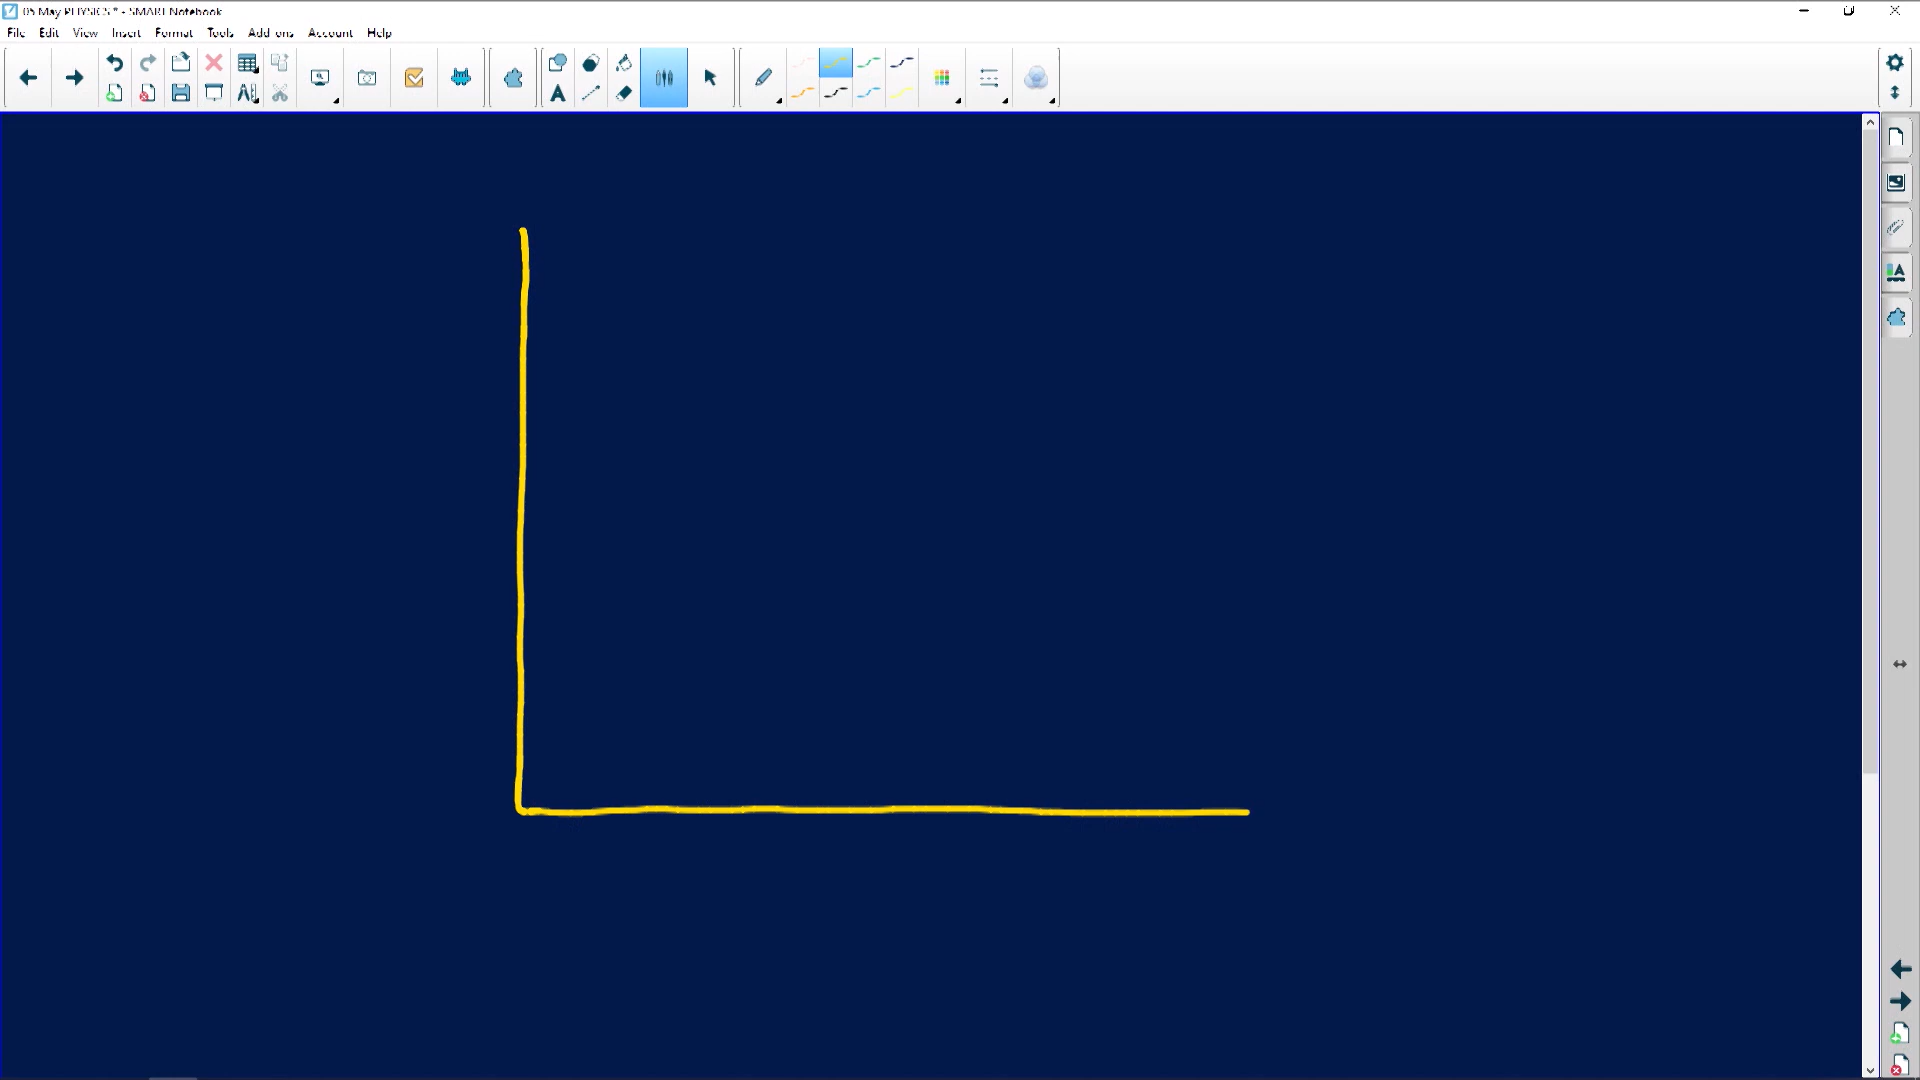 05 May PHYSICS * - SMART Notebook
File Edit View Insert Format Tools Add-ons Account Help